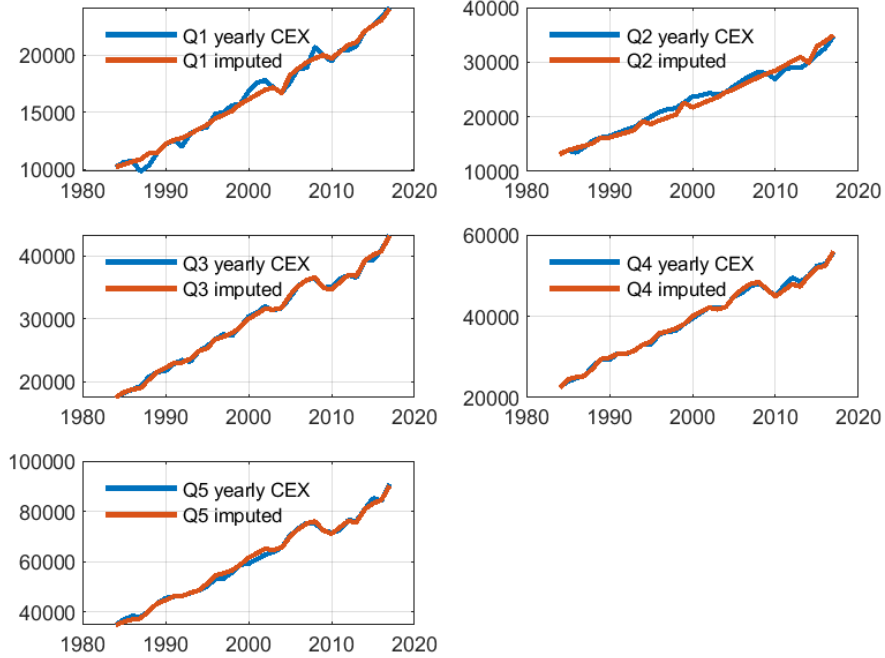 20000
15000
10000
1980 1990 2000 2010 2020
Q1 yearly CEX
Q1 imputed
40000
30000
20000
10000
1980 1990 2000 2010 2020
Q2 yearly CEX
Q2 imputed
40000
30000
20000
1980 1990 2000 2010 2020
Q3 yearly CEX
Q3 imputed
60000
40000
20000
1980 1990 2000 2010 2020
Q4 yearly CEX
Q4 imputed
100000
80000
60000
40000
1980 1990 2000 2010 2020
Q5 yearly CEX
Q5 imputed